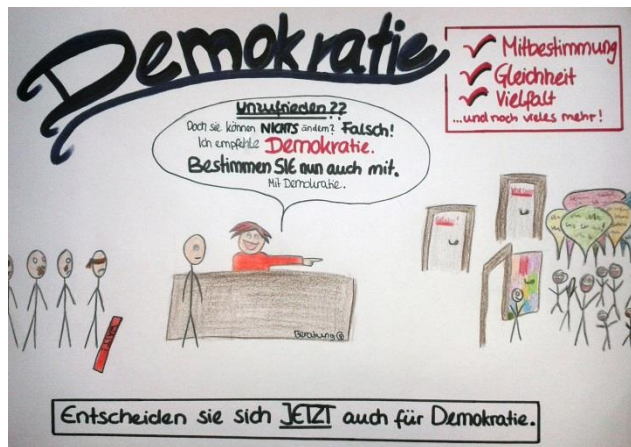 Demokratie
✓ Mitbestimmung
✓ Gleichheit
✓ Vielfalt
...und noch vieles mehr!
Unzufrieden??
Doch sie können NICHTS ändern? Falsch!
Ich empfehle Demokratie.
Bestimmen SIE nun auch mit.
Mit Demokratie.
Beratung
Entscheiden sie sich JETZT auch für Demokratie.